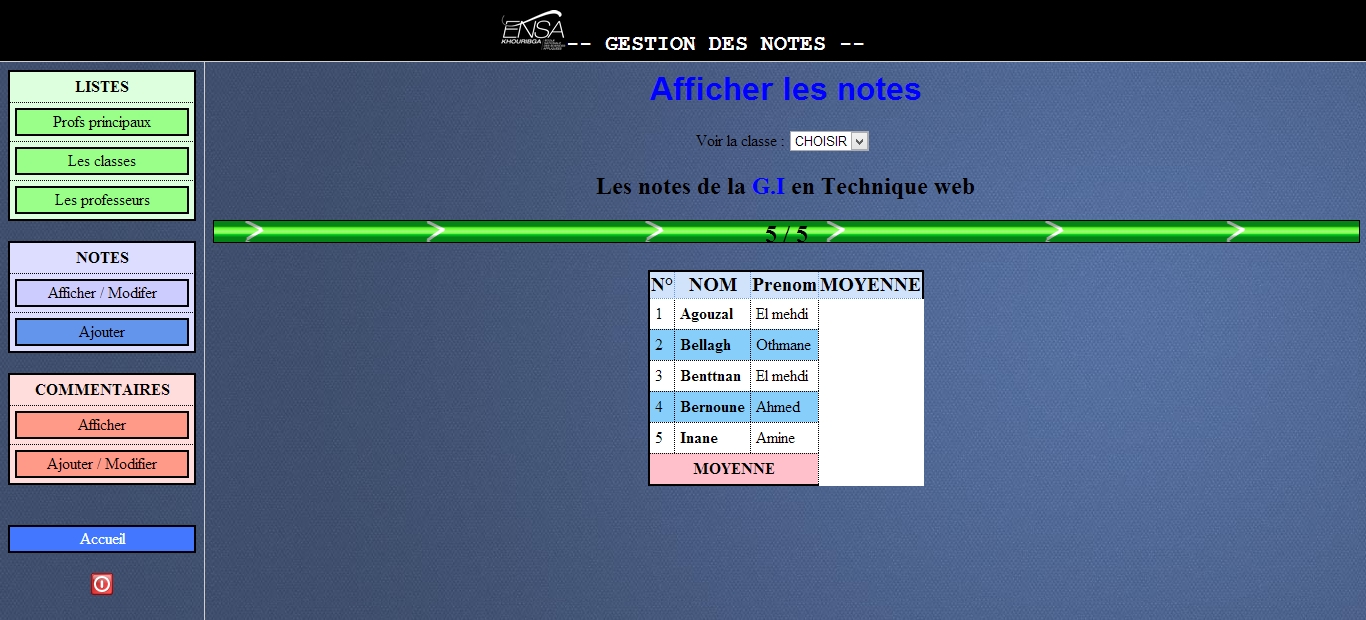 ENSA
KHOURIBGA
-- GESTION DES NOTES --
LISTES
Profs principaux
Les classes
Les professeurs
NOTES
Afficher / Modifer
Ajouter
COMMENTAIRES
Afficher
Ajouter / Modifier
Accueil
Afficher les notes
Voir la classe : CHOISIR
Les notes de la G.I en Technique web
5 / 5
N° NOM Prenom MOYENNE
1 Agouzal El mehdi
2 Bellagh Othmane
3 Benttnan El mehdi
4 Bernoune Ahmed
5 Inane Amine
MOYENNE